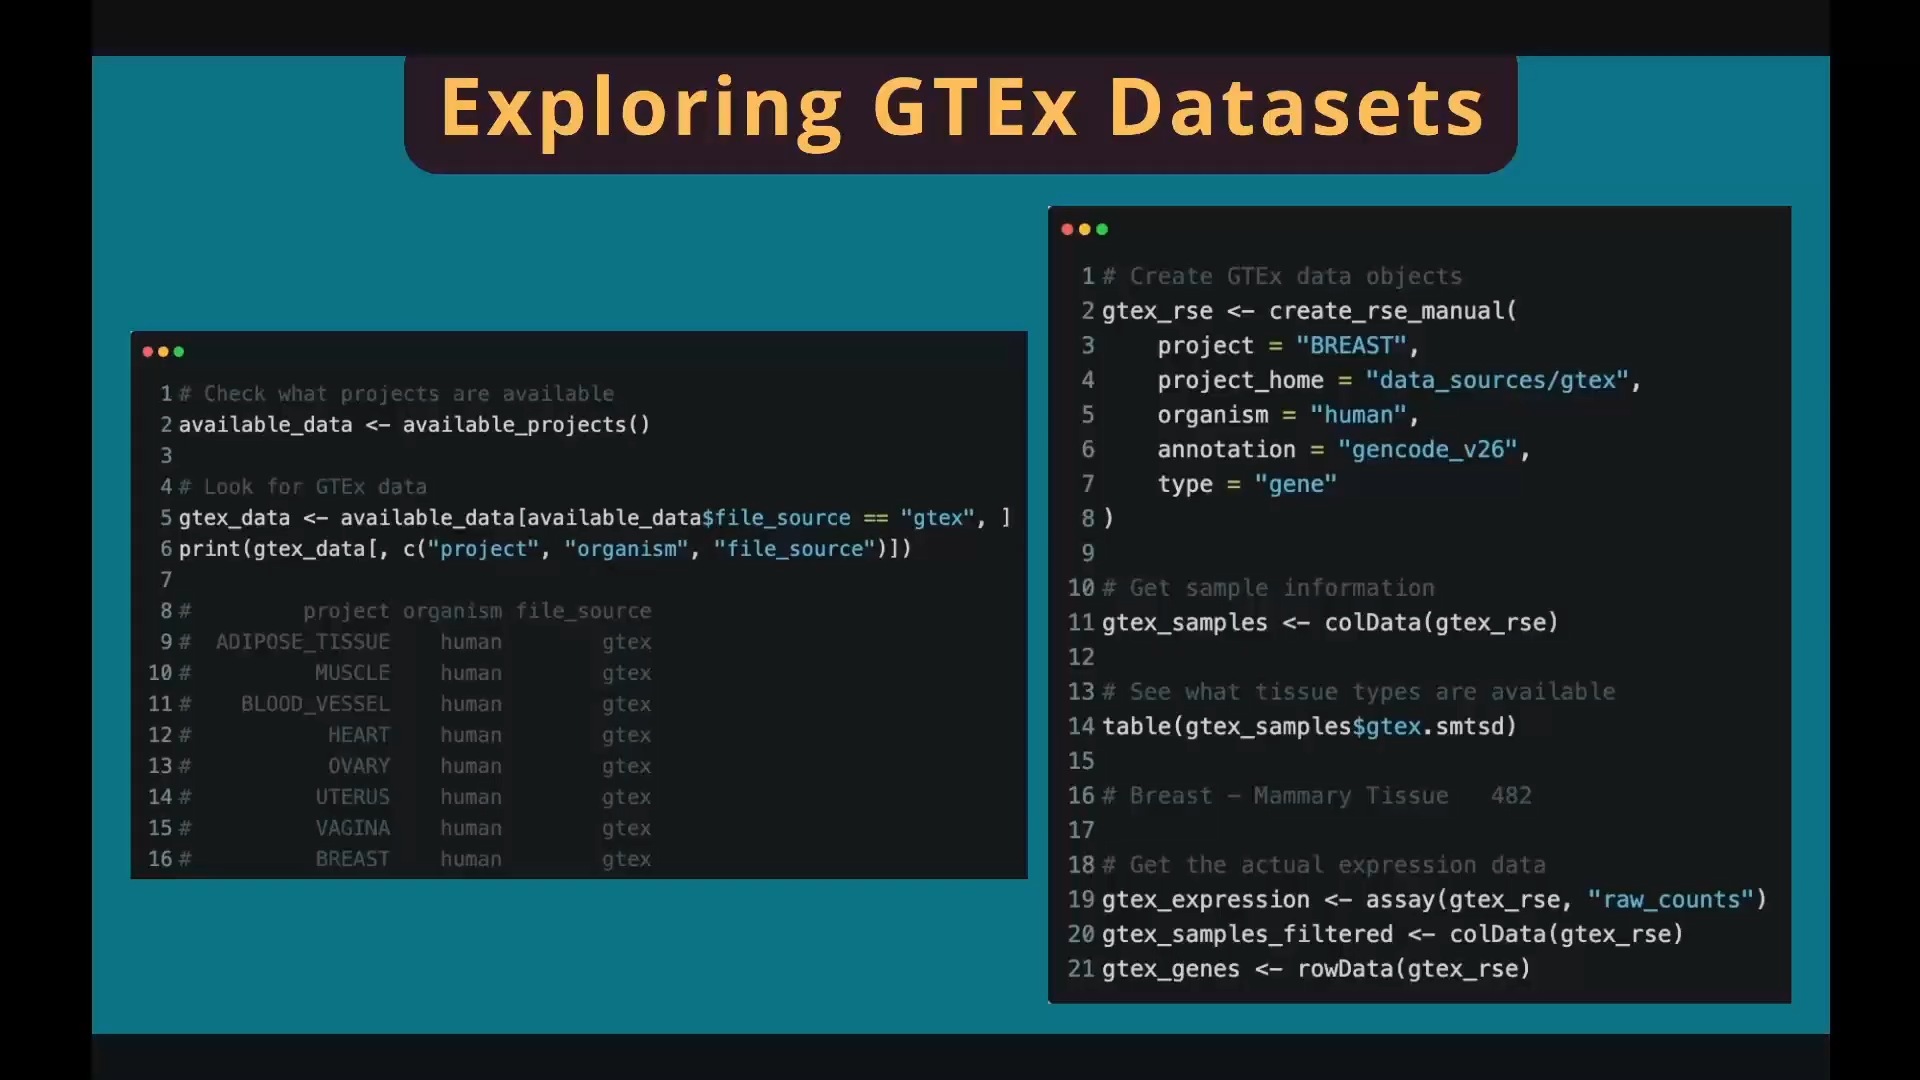 Exploring GTEx Datasets
1 # Check what projects are available
2 available_data <- available_projects()
3
4 # Look for GTEx data
5 gtex_data <- available_data[available_data$file_source == "gtex", ]
6 print(gtex_data[, c("project", "organism", "file_source")])
7
8 #         project organism file_source
9 #  ADIPOSE_TISSUE    human        gtex
10 #          MUSCLE    human        gtex
11 #    BLOOD_VESSEL    human        gtex
12 #           HEART    human        gtex
13 #           OVARY    human        gtex
14 #          UTERUS    human        gtex
15 #          VAGINA    human        gtex
16 #          BREAST    human        gtex
1 # Create GTEx data objects
2 gtex_rse <- create_rse_manual(
3     project = "BREAST",
4     project_home = "data_sources/gtex",
5     organism = "human",
6     annotation = "gencode_v26",
7     type = "gene"
8 )
9
10 # Get sample information
11 gtex_samples <- colData(gtex_rse)
12
13 # See what tissue types are available
14 table(gtex_samples$gtex.smtsd)
15
16 # Breast - Mammary Tissue   482
17
18 # Get the actual expression data
19 gtex_expression <- assay(gtex_rse, "raw_counts")
20 gtex_samples_filtered <- colData(gtex_rse)
21 gtex_genes <- rowData(gtex_rse)